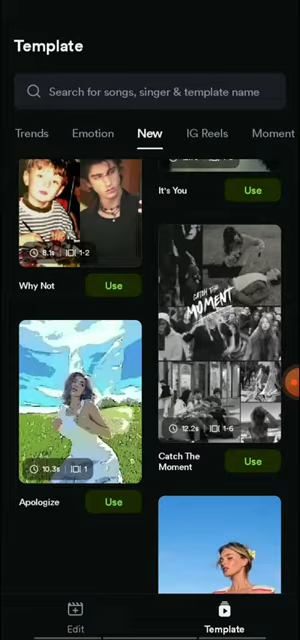 Template
Search for songs, singer & template name
Trends Emotion New IG Reels Moment
It's You
Use
8.1s 1-2
Why Not
Use
CATCH THE
MOMENT
12.2s 1-6
Catch The
Moment
Use
10.3s 1
Apologize
Use
Edit
Template